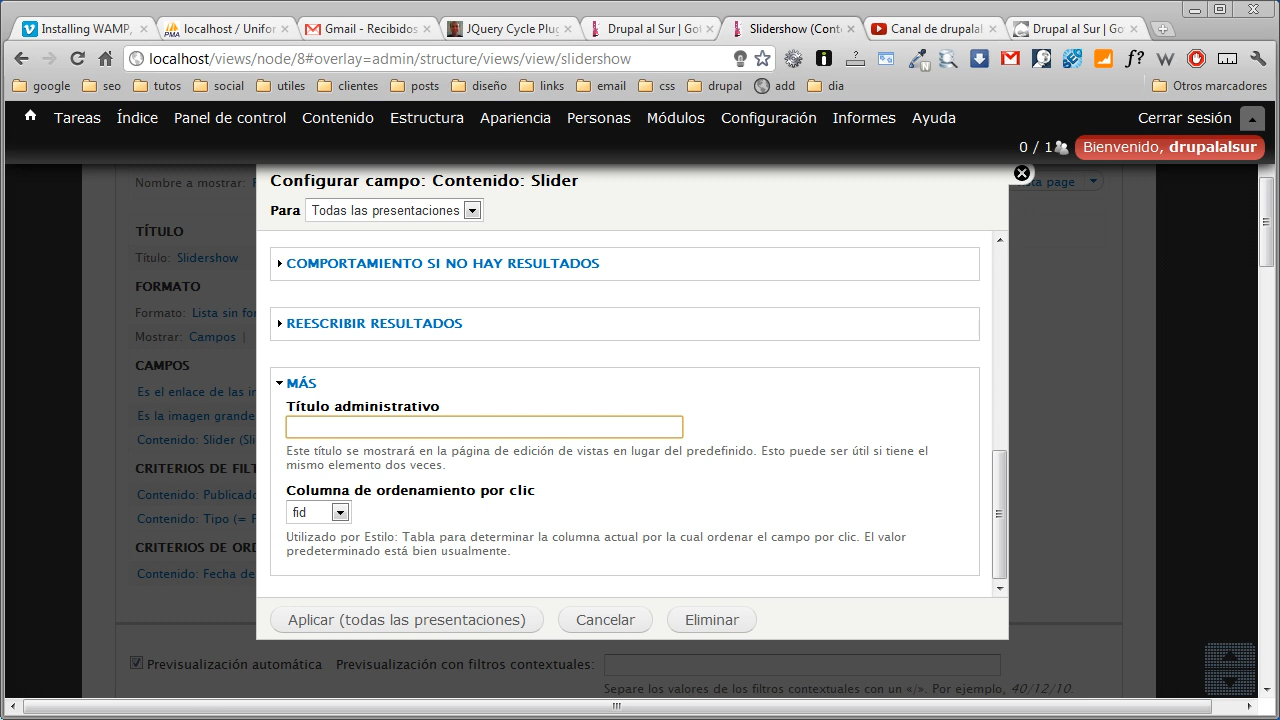 Installing WAMP,
localhost / Unifor
Gmail - Recibidos
JQuery Cycle Plug
Drupal al Sur | Go
Slidershow (Cont
Canal de drupalal
Drupal al Sur | Go
localhost/views/node/8#overlay=admin/structure/views/view/slidershow
google
seo
tutos
social
utiles
clientes
posts
diseño
links
email
css
drupal
add
dia
Otros marcadores
Tareas Índice Panel de control Contenido Estructura Apariencia Personas Módulos Configuración Informes Ayuda
Cerrar sesión
0 / 1
Bienvenido, drupalalsur
Nombre a mostrar:
page
Configurar campo: Contenido: Slider
Para Todas las presentaciones
TÍTULO
Título: Slidershow
FORMATO
Formato: Lista sin for
Mostrar: Campos |
CAMPOS
Es el enlace de las i
Es la imagen grande
Contenido: Slider (Sli
CRITERIOS DE FILT
Contenido: Publicado
Contenido: Tipo (= F
CRITERIOS DE ORD
Contenido: Fecha de
COMPORTAMIENTO SI NO HAY RESULTADOS
REESCRIBIR RESULTADOS
MÁS
Título administrativo
Este título se mostrará en la página de edición de vistas en lugar del predefinido. Esto puede ser útil si tiene el
mismo elemento dos veces.
Columna de ordenamiento por clic
fid
Utilizado por Estilo: Tabla para determinar la columna actual por la cual ordenar el campo por clic. El valor
predeterminado está bien usualmente.
Aplicar (todas las presentaciones)
Cancelar
Eliminar
Previsualización automática
Previsualización con filtros contextuales:
Separe los valores de los filtros contextuales con un «/». Por ejemplo, 40/12/10.